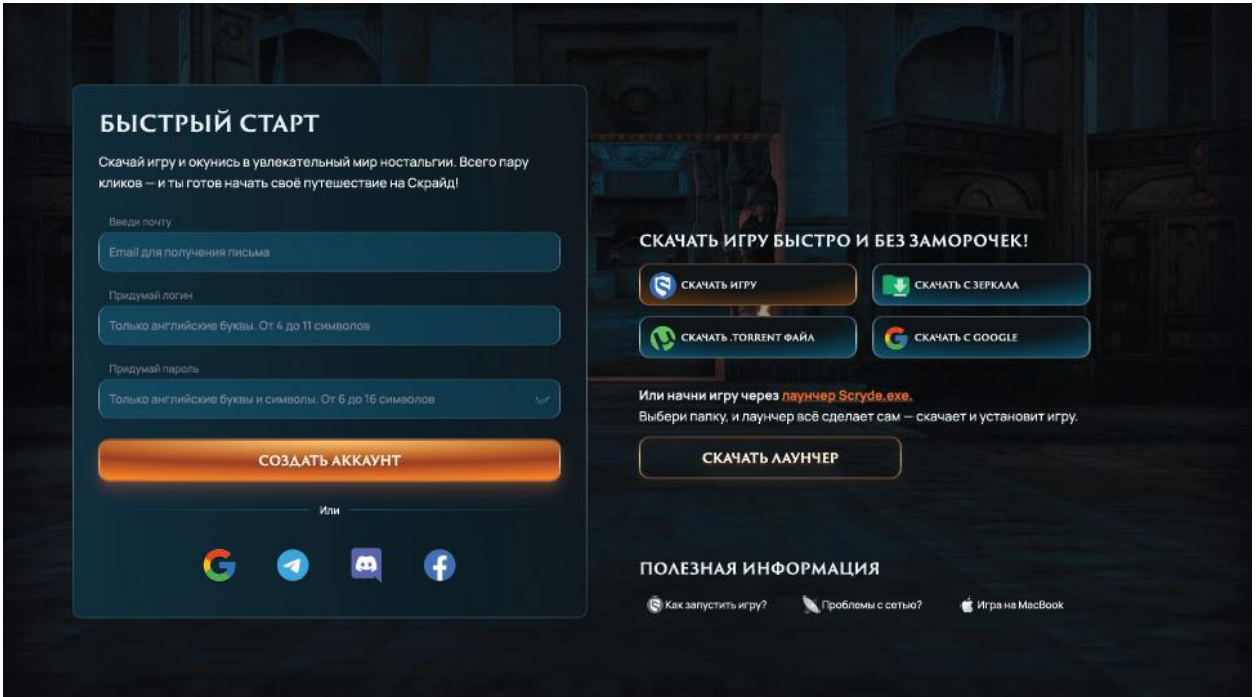 БЫСТРЫЙ СТАРТ
Скачай игру и окунись в увлекательный мир ностальгии. Всего пару
кликов — и ты готов начать своё путешествие на Скрайд!
Введи почту
Email для получения письма
Придумай логин
Только английские буквы. От 4 до 11 символов
Придумай пароль
Только английские буквы и символы. От 6 до 16 символов
СОЗДАТЬ АККАУНТ
Или
СКАЧАТЬ ИГРУ БЫСТРО И БЕЗ ЗАМОРОЧЕК!
СКАЧАТЬ ИГРУ
СКАЧАТЬ С ЗЕРКАЛА
СКАЧАТЬ .TORRENT ФАЙЛ
СКАЧАТЬ С GOOGLE
Или начни игру через лаунчер Scryde.exe.
Выбери папку, и лаунчер всё сделает сам — скачает и установит игру.
СКАЧАТЬ ЛАУНЧЕР
ПОЛЕЗНАЯ ИНФОРМАЦИЯ
Как запустить игру?
Проблемы с сетью?
Игра на MacBook